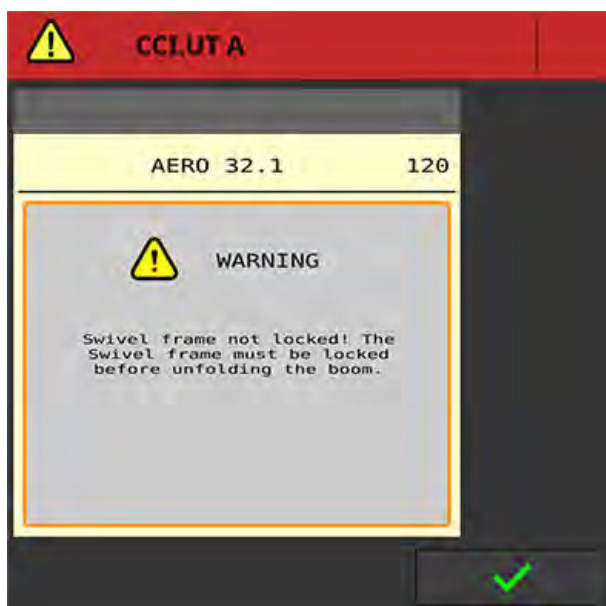 CCI.UT A
AERO 32.1 120
WARNING
Swivel frame not locked! The
Swivel frame must be locked
before unfolding the boom.